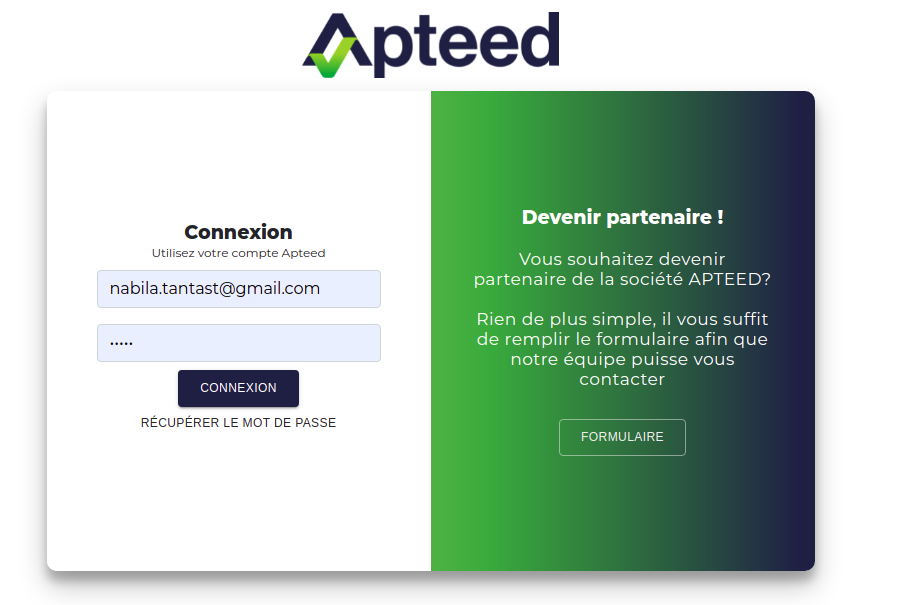 Apteed
Connexion
Utilisez votre compte Apteed
nabila.tantast@gmail.com
•••••
CONNEXION
RÉCUPÉRER LE MOT DE PASSE
Devenir partenaire !
Vous souhaitez devenir
partenaire de la société APTEED?
Rien de plus simple, il vous suffit
de remplir le formulaire afin que
notre équipe puisse vous
contacter
FORMULAIRE